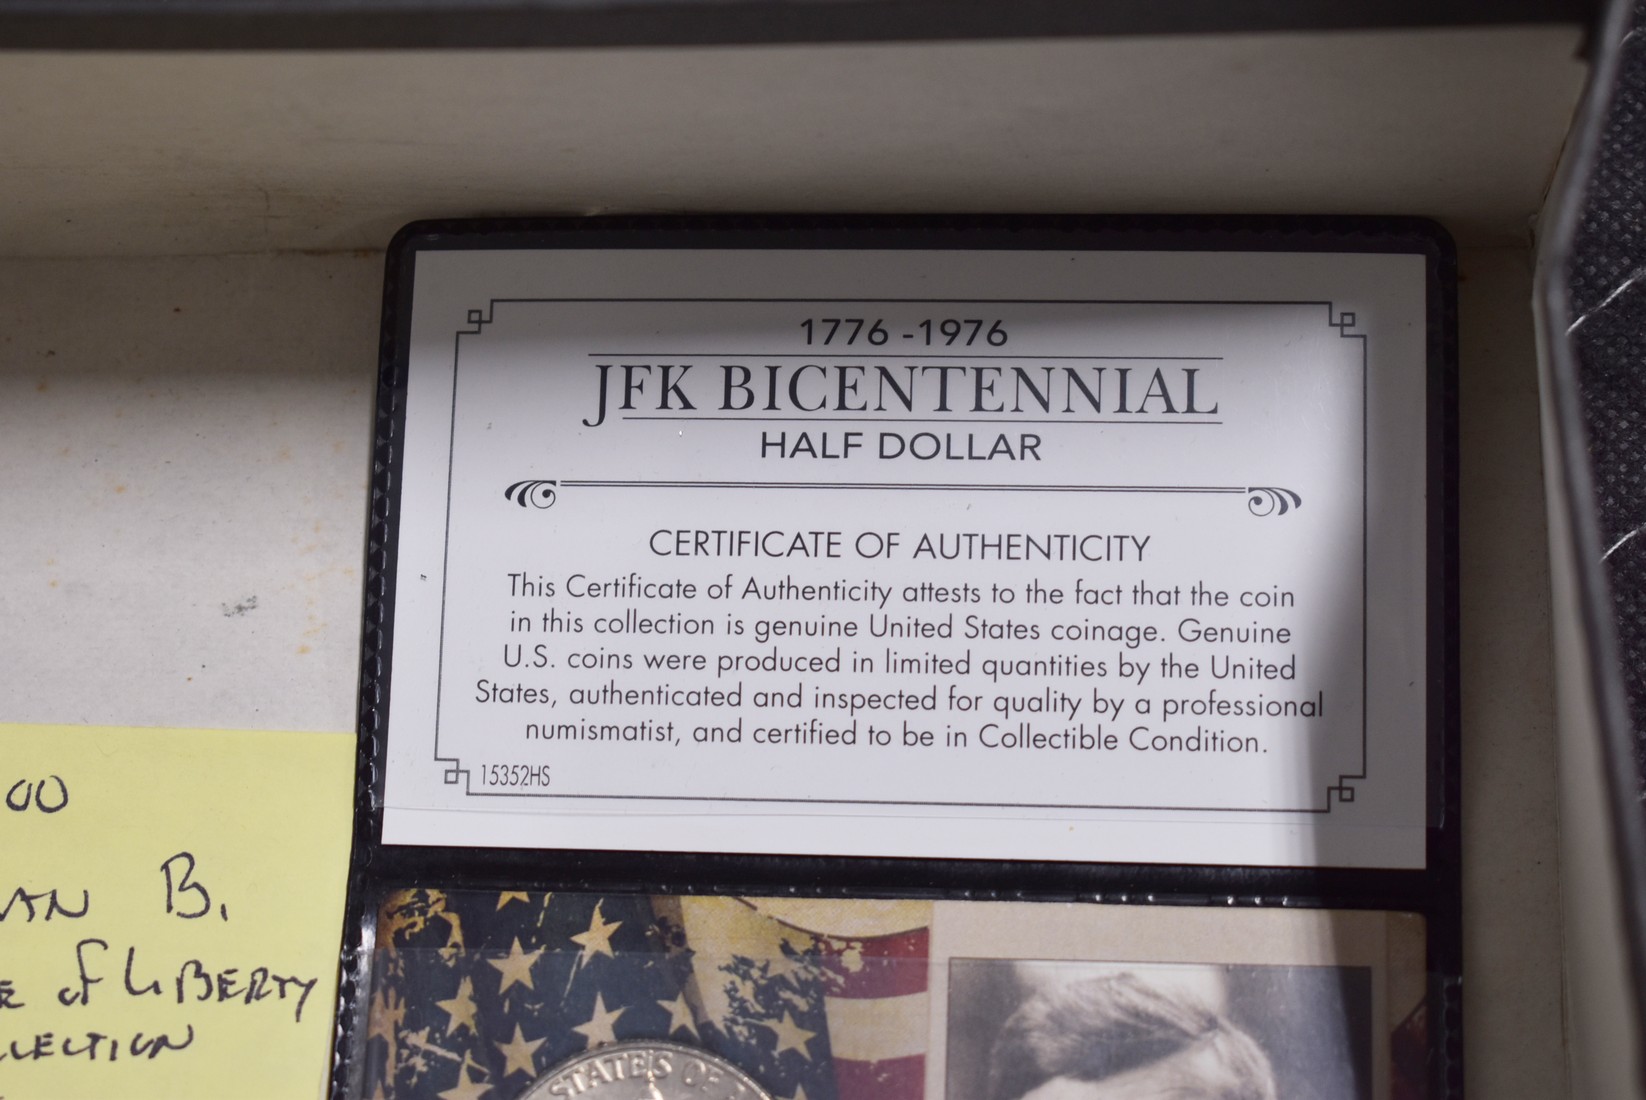 1776 -1976
JFK BICENTENNIAL
HALF DOLLAR
CERTIFICATE OF AUTHENTICITY
This Certificate of Authenticity attests to the fact that the coin
in this collection is genuine United States coinage. Genuine
U.S. coins were produced in limited quantities by the United
States, authenticated and inspected for quality by a professional
numismatist, and certified to be in Collectible Condition.
15352HS
00
B.
of LIBERTY
STATES OF